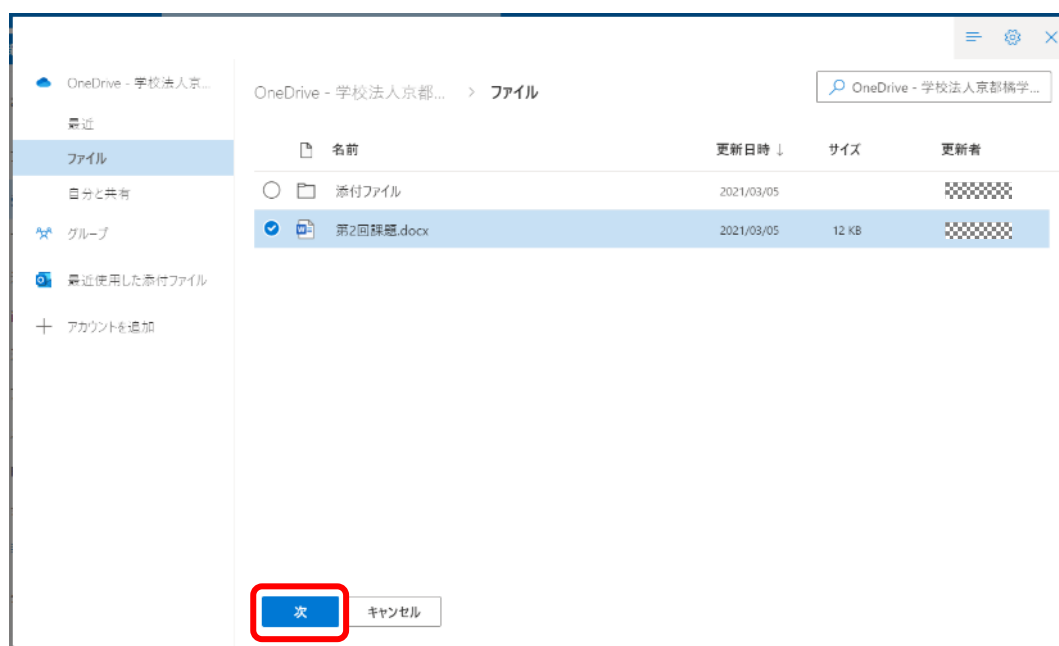 OneDrive - 学校法人京...
最近
ファイル
自分と共有
グループ
最近使用した添付ファイル
アカウントを追加
OneDrive - 学校法人京都... > ファイル
OneDrive - 学校法人京都橘学...
名前 更新日時 ↓ サイズ 更新者
添付ファイル 2021/03/05
第2回課題.docx 2021/03/05 12 KB
次 キャンセル